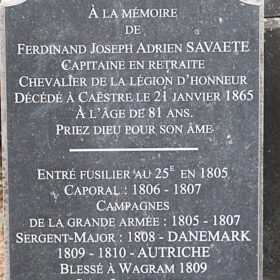 À LA MÉMOIRE
DE
FERDINAND JOSEPH ADRIEN SAVAETE
CAPITAINE EN RETRAITE
CHEVALIER DE LA LÉGION D'HONNEUR
DÉCÉDÉ À CAËSTRE LE 21 JANVIER 1865
À L'ÂGE DE 81 ANS.
PRIEZ DIEU POUR SON ÂME
ENTRÉ FUSILIER AU 25E EN 1805
CAPORAL : 1806 - 1807
CAMPAGNES
DE LA GRANDE ARMÉE : 1805 - 1807
SERGENT-MAJOR : 1808 - DANEMARK
1809 - 1810 - AUTRICHE
BLESSÉ À WAGRAM 1809